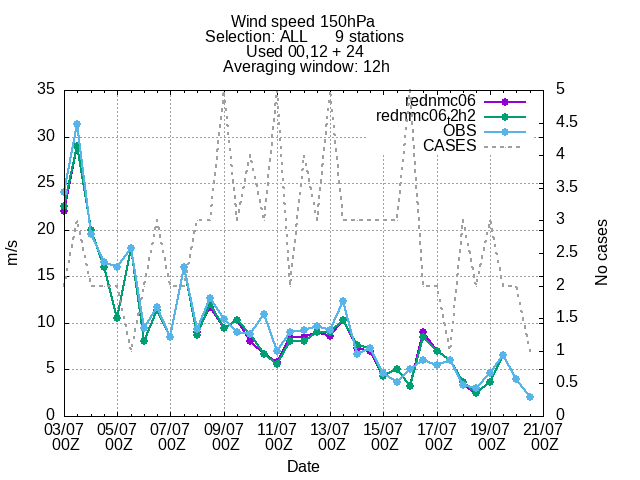 Wind speed 150hPa
Selection: ALL 9 stations
Used 00,12 + 24
Averaging window: 12h
35 5
rednmc06
rednmc06,2h2
OBS
CASES
30 4.5
25 4
20 3.5
15 3
10 2.5
5 2
0 1.5
1
0.5
0
m/s
No cases
03/07 05/07 07/07 09/07 11/07 13/07 15/07 17/07 19/07 21/07
00Z 00Z 00Z 00Z 00Z 00Z 00Z 00Z 00Z 00Z
Date